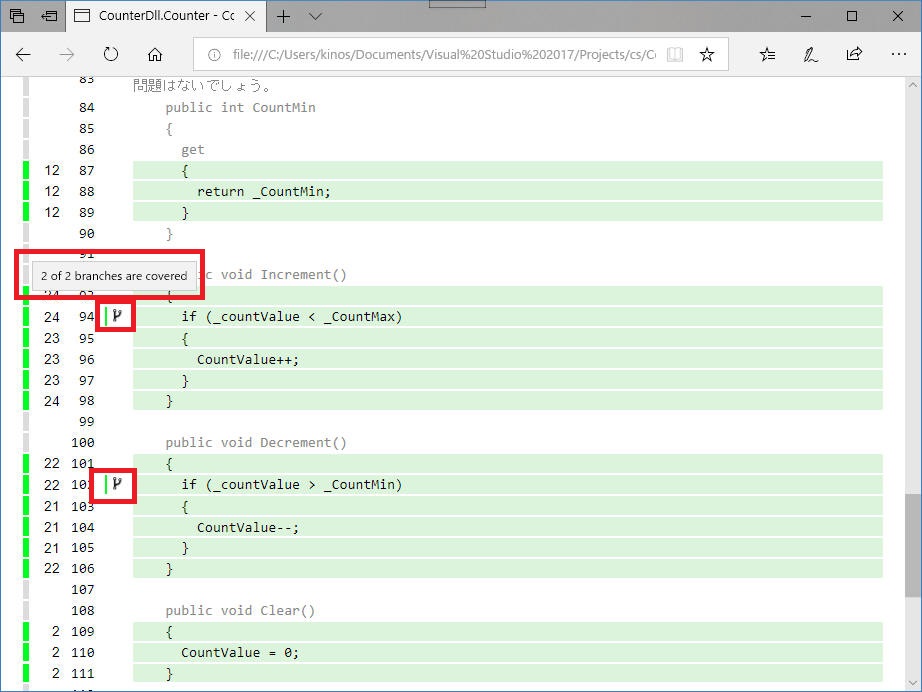 CounterDll.Counter - Co
file:///C:/Users/kinos/Documents/Visual%20Studio%202017/Projects/cs/C
83
問題はないでしょう。
84 public int CountMin
85 {
86 get
12 87 {
12 88 return _CountMin;
12 89 }
90 }
91
2 of 2 branches are covered c void Increment()
24 93 {
24 94 if (_countValue < _CountMax)
23 95 {
23 96 CountValue++;
23 97 }
24 98 }
99
100 public void Decrement()
22 101 {
22 102 if (_countValue > _CountMin)
21 103 {
21 104 CountValue--;
21 105 }
22 106 }
107
108 public void Clear()
2 109 {
2 110 CountValue = 0;
2 111 }